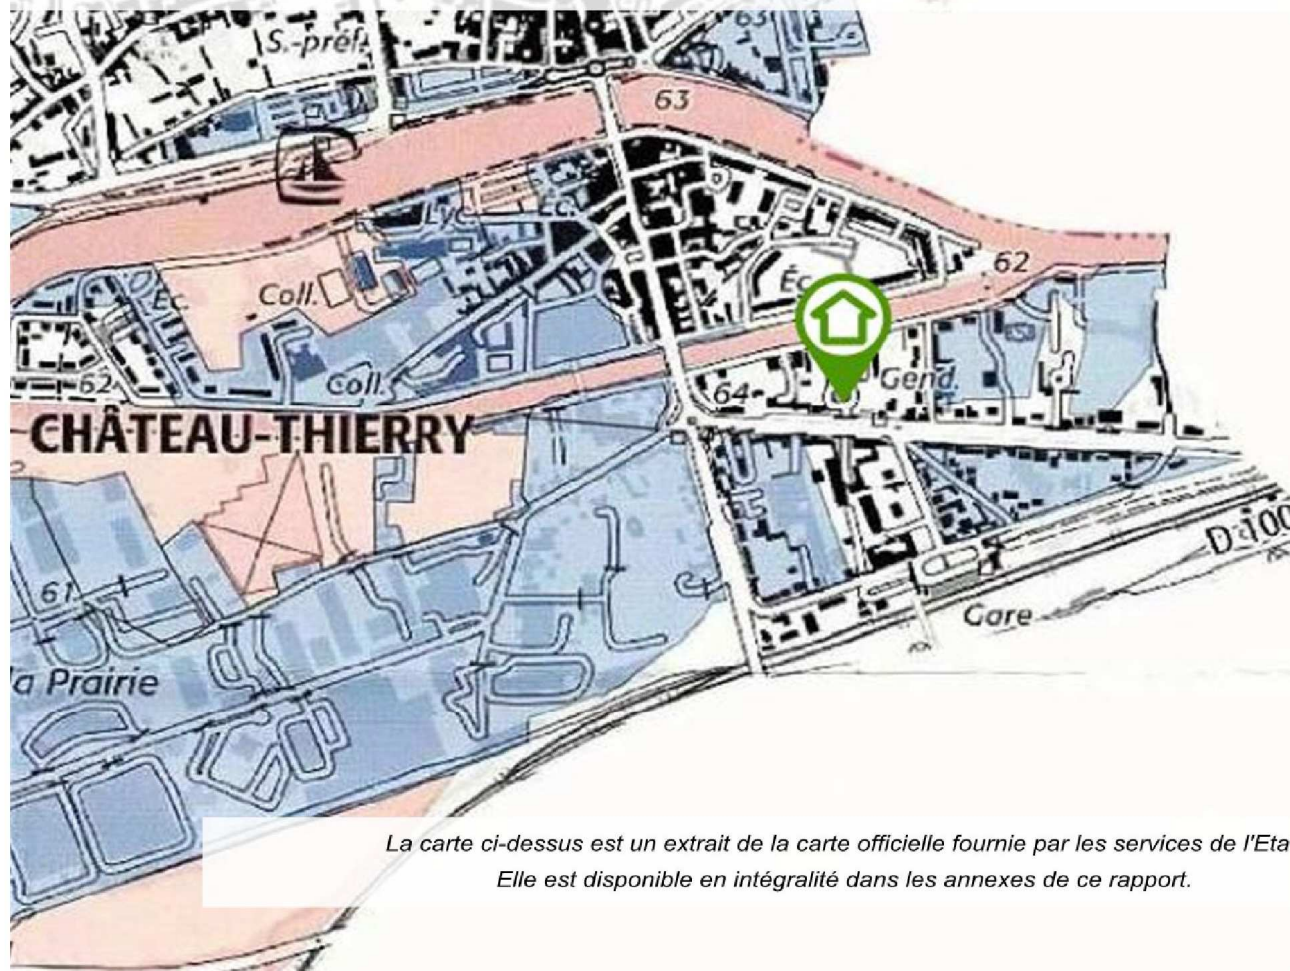 63
S.-préf.
63
Lyc.
Éc.
62
Éc.
Coll.
Éc.
Coll.
62
64
Gend.
CHÂTEAU-THIERRY
D 100
61
Gare
la Prairie
La carte ci-dessus est un extrait de la carte officielle fournie par les services de l'Eta
Elle est disponible en intégralité dans les annexes de ce rapport.